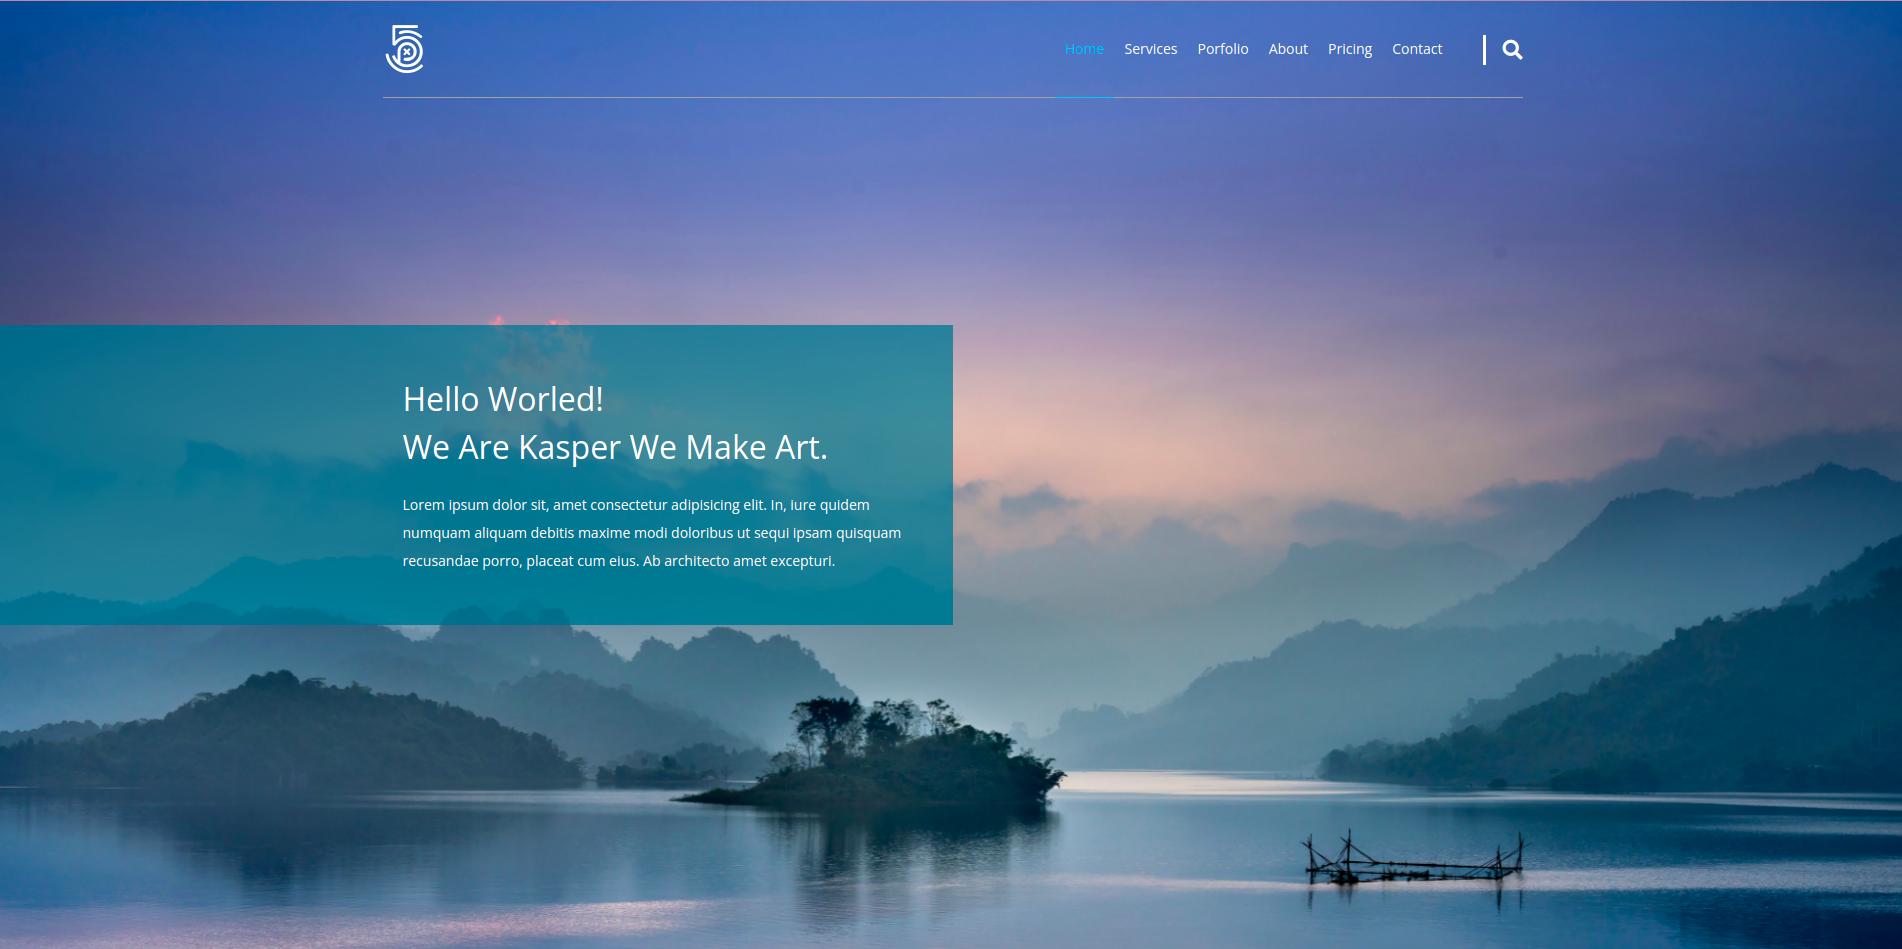 Home Services Porfolio About Pricing Contact
Hello Worled!
We Are Kasper We Make Art.
Lorem ipsum dolor sit, amet consectetur adipisicing elit. In, iure quidem
numquam aliquam debitis maxime modi doloribus ut sequi ipsam quisquam
recusandae porro, placeat cum eius. Ab architecto amet excepturi.